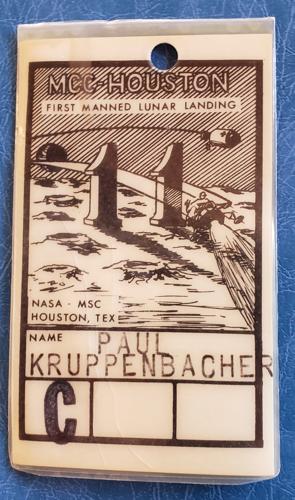 MCC-HOUSTON
FIRST MANNED LUNAR LANDING
11
NASA - MSC
HOUSTON, TEX
NAME PAUL
KRUPPENBACHER
C